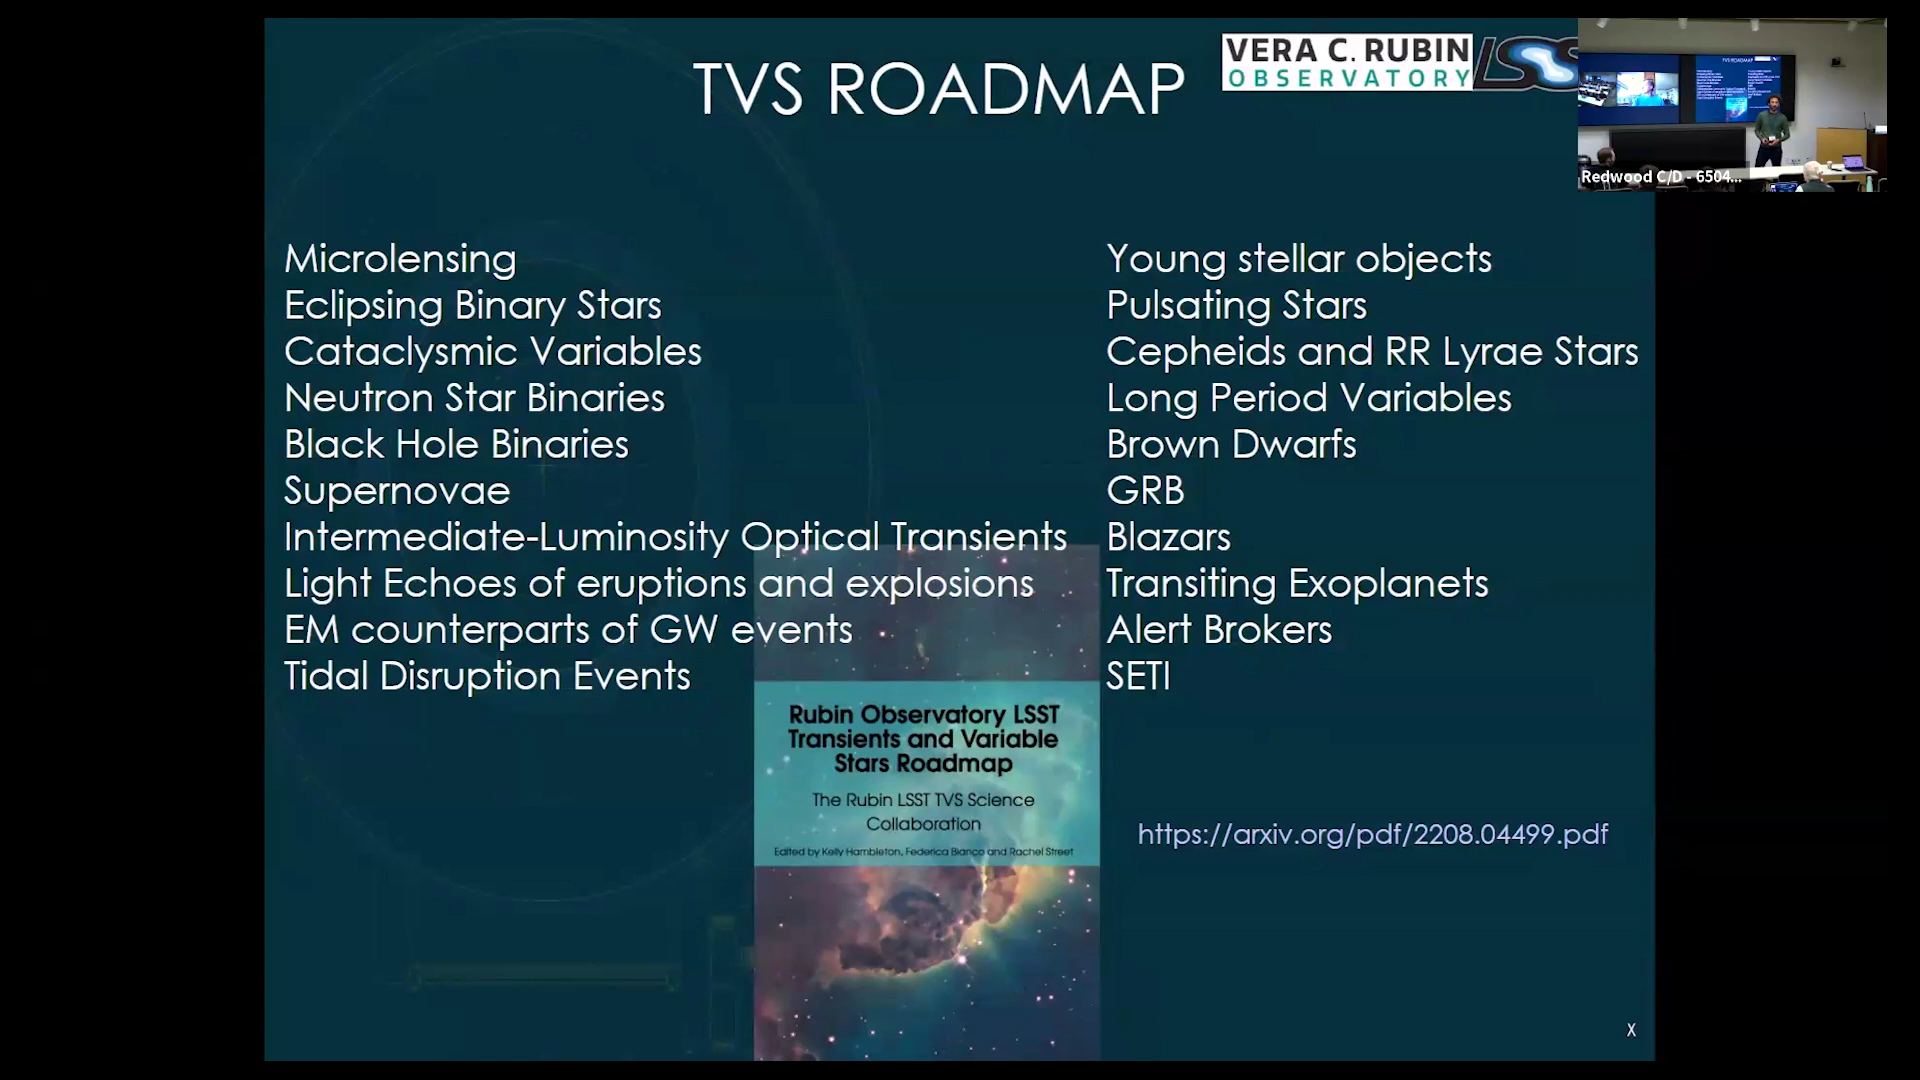 TVS ROADMAP
VERA C. RUBIN
OBSERVATORY
LSS
Redwood C/D - 6504...
Microlensing
Eclipsing Binary Stars
Cataclysmic Variables
Neutron Star Binaries
Black Hole Binaries
Supernovae
Intermediate-Luminosity Optical Transients
Light Echoes of eruptions and explosions
EM counterparts of GW events
Tidal Disruption Events
Young stellar objects
Pulsating Stars
Cepheids and RR Lyrae Stars
Long Period Variables
Brown Dwarfs
GRB
Blazars
Transiting Exoplanets
Alert Brokers
SETI
Rubin Observatory LSST
Transients and Variable
Stars Roadmap
The Rubin LSST TVS Science
Collaboration
Edited by Kelly Hambleton, Federica Bianco and Rachel Street
https://arxiv.org/pdf/2208.04499.pdf
X